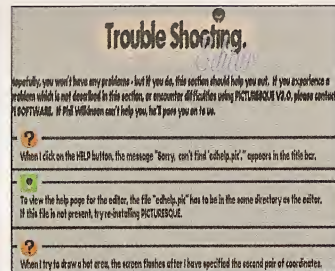 Trouble Shooting.
hopefully, you won't have any problems - but if you do, this section should help you out. If you experience a
problem which is not described in this section, or encounter difficulties using PICTURESQUE V2.0, please contact
SOFTWARE. If Phil Wilkinson can't help you, he'll pass you on to us.
?
When I click on the HELP button, the message "Sorry, can't find 'edhelp.pic'," appears in the title bar.
To view the help page for the editor, the file "edhelp.pic" has to be in the same directory as the editor.
If this file is not present, try re-installing PICTURESQUE.
?
When I try to draw a hot area, the screen flashes after I have specified the second pair of coordinates.